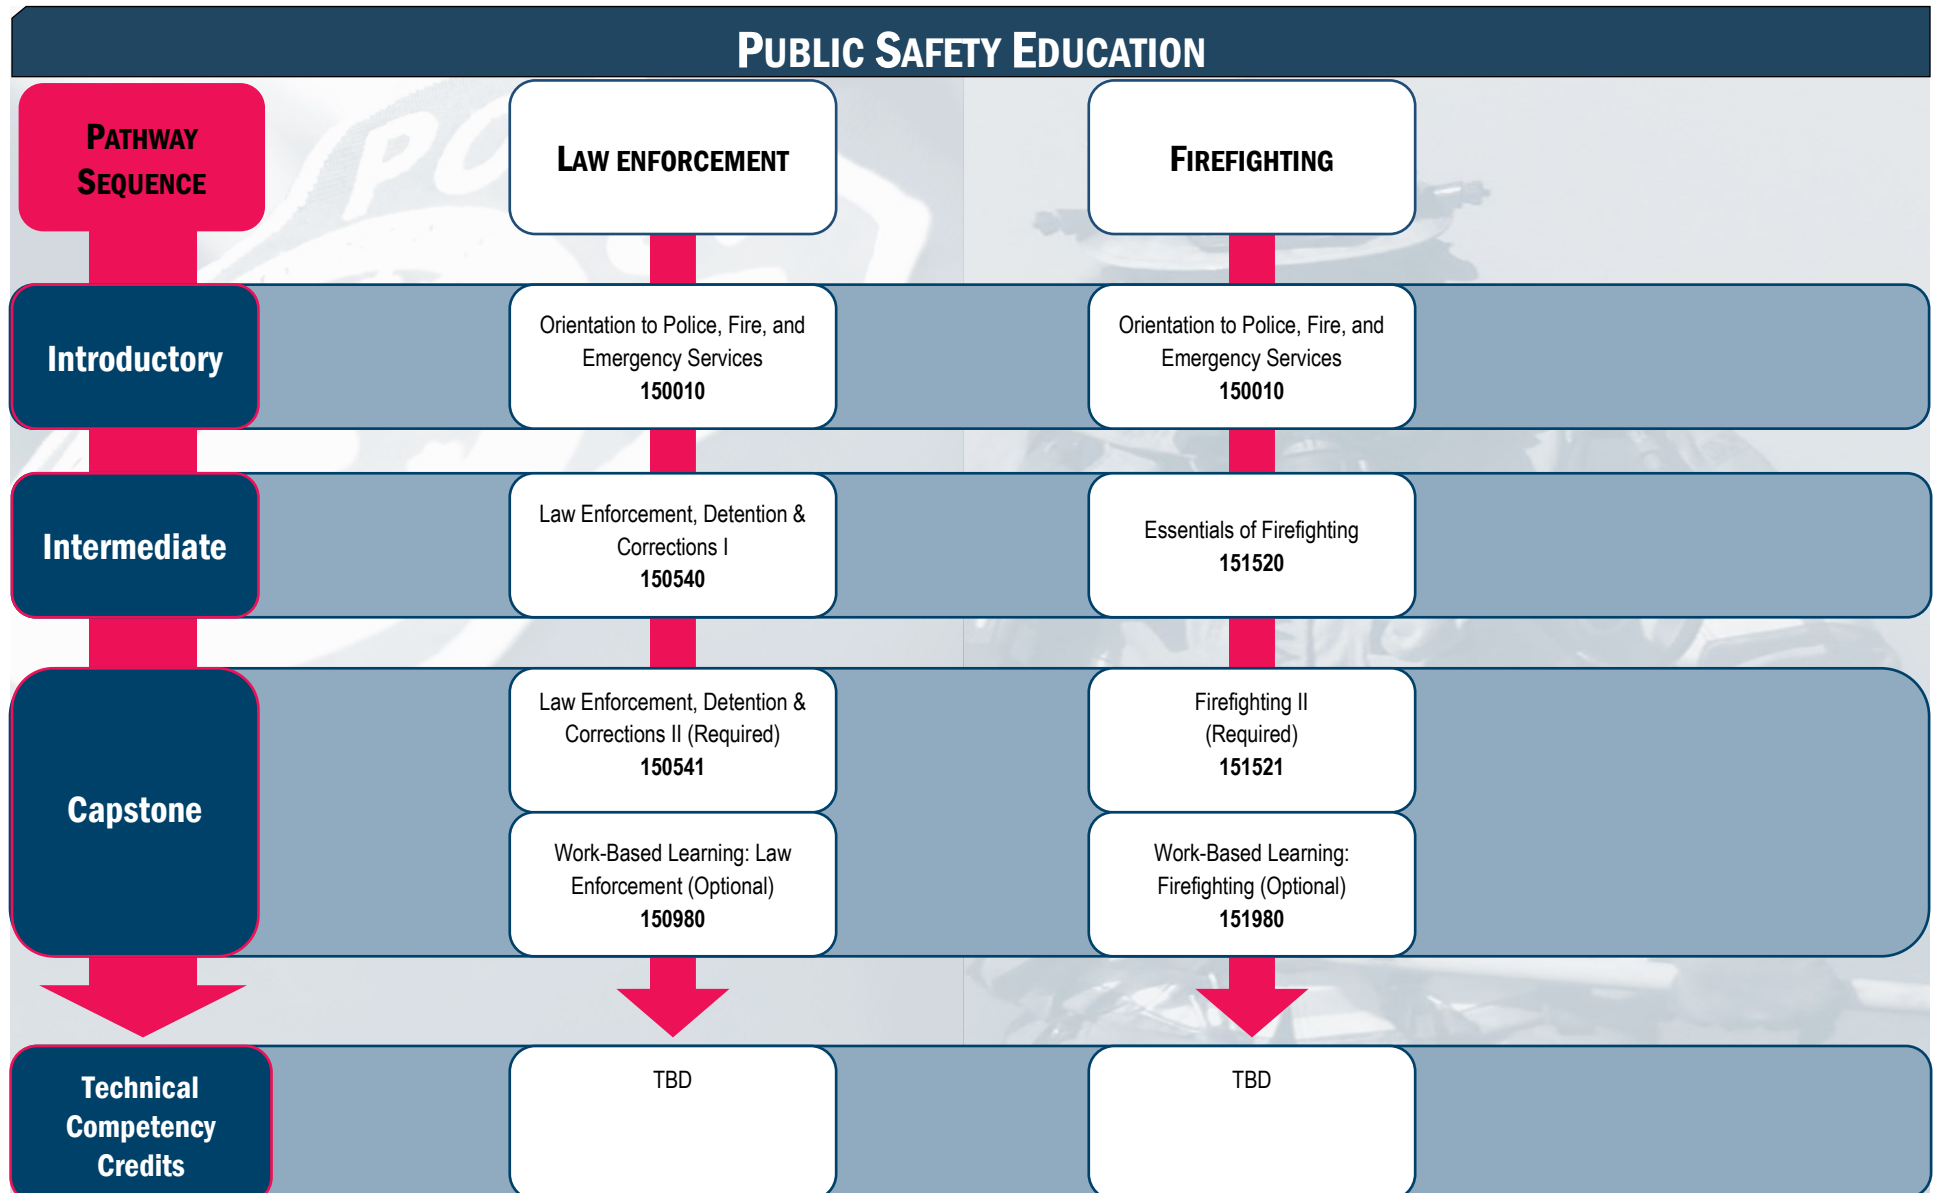 PUBLIC SAFETY EDUCATION
PATHWAY
SEQUENCE
LAW ENFORCEMENT
FIREFIGHTING
Introductory
Orientation to Police, Fire, and
Emergency Services
150010
Orientation to Police, Fire, and
Emergency Services
150010
Intermediate
Law Enforcement, Detention &
Corrections I
150540
Essentials of Firefighting
151520
Capstone
Law Enforcement, Detention &
Corrections II (Required)
150541
Firefighting II
(Required)
151521
Work-Based Learning: Law
Enforcement (Optional)
150980
Work-Based Learning:
Firefighting (Optional)
151980
Technical
Competency
Credits
TBD
TBD